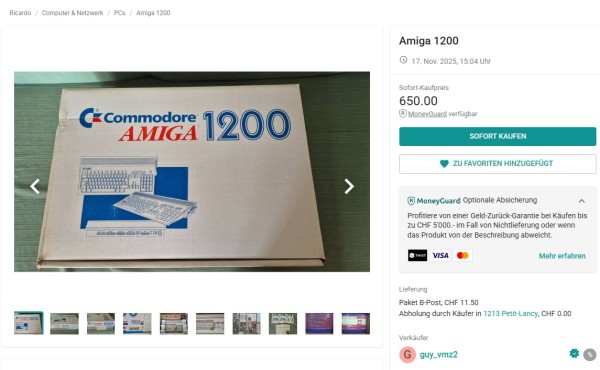 Ricardo / Computer & Netzwerk / PCs / Amiga 1200
Commodore
AMIGA 1200
Amiga 1200
17. Nov. 2025, 15:04 Uhr
Sofort-Kaufpreis
650.00
MoneyGuard verfügbar
SOFORT KAUFEN
ZU FAVORITEN HINZUGEFÜGT
MoneyGuard Optionale Absicherung
Profitiere von einer Geld-Zurück-Garantie bei Käufen bis
zu CHF 5'000.- im Fall von Nichtlieferung oder wenn
das Produkt von der Beschreibung abweicht.
TWINT VISA Mehr erfahren
Lieferung
Paket B-Post, CHF 11.50
Abholung durch Käufer in 1213 Petit-Lancy, CHF 0.00
Verkäufer
G guy_vmz2 %